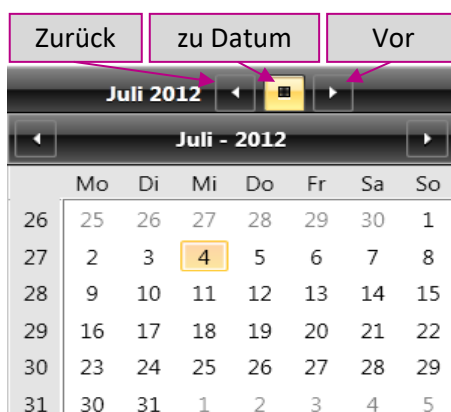 Zurück zu Datum Vor
Juli 2012
Juli - 2012
Mo Di Mi Do Fr Sa So
26 25 26 27 28 29 30 1
27 2 3 4 5 6 7 8
28 9 10 11 12 13 14 15
29 16 17 18 19 20 21 22
30 23 24 25 26 27 28 29
31 30 31 1 2 3 4 5